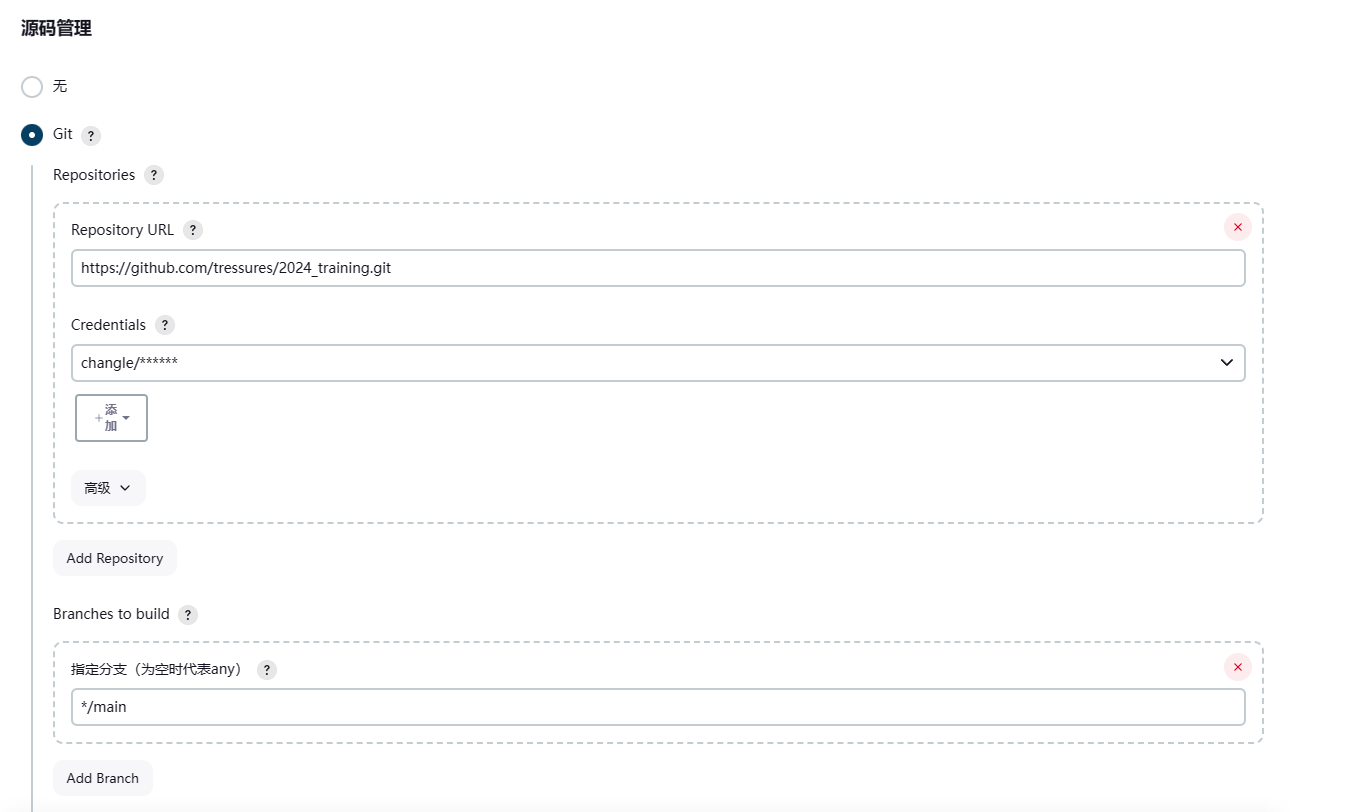 源码管理
无
Git ?
Repositories ?
Repository URL ?
https://github.com/tressures/2024_training.git
Credentials ?
changle/******
+添
加
高级
Add Repository
Branches to build ?
指定分支（为空时代表any） ?
*/main
Add Branch